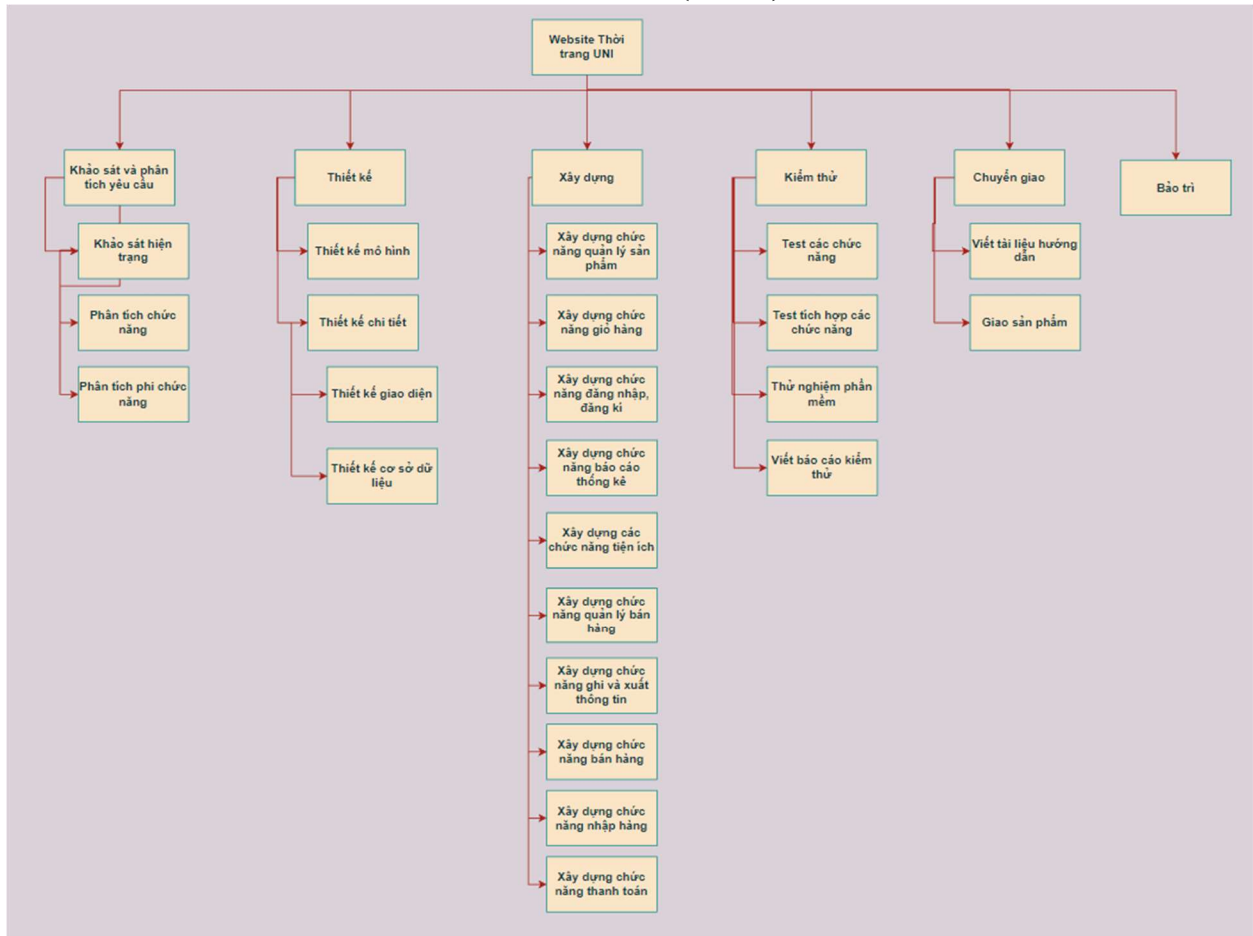 Website Thời
trang UNI
Khảo sát và phân
tích yêu cầu
Khảo sát hiện
trạng
Phân tích chức
năng
Phân tích phi chức
năng
Thiết kế
Thiết kế mô hình
Thiết kế chi tiết
Thiết kế giao diện
Thiết kế cơ sở dữ
liệu
Xây dựng
Xây dựng chức
năng quản lý sản
phẩm
Xây dựng chức
năng giỏ hàng
Xây dựng chức
năng đăng nhập,
đăng kí
Xây dựng chức
năng báo cáo
thống kê
Xây dựng các
chức năng tiện ích
Xây dựng chức
năng quản lý bán
hàng
Xây dựng chức
năng ghi và xuất
thông tin
Xây dựng chức
năng bán hàng
Xây dựng chức
năng nhập hàng
Xây dựng chức
năng thanh toán
Kiểm thử
Test các chức
năng
Test tích hợp các
chức năng
Thử nghiệm phần
mềm
Viết báo cáo kiểm
thử
Chuyển giao
Viết tài liệu hướng
dẫn
Giao sản phẩm
Bảo trì